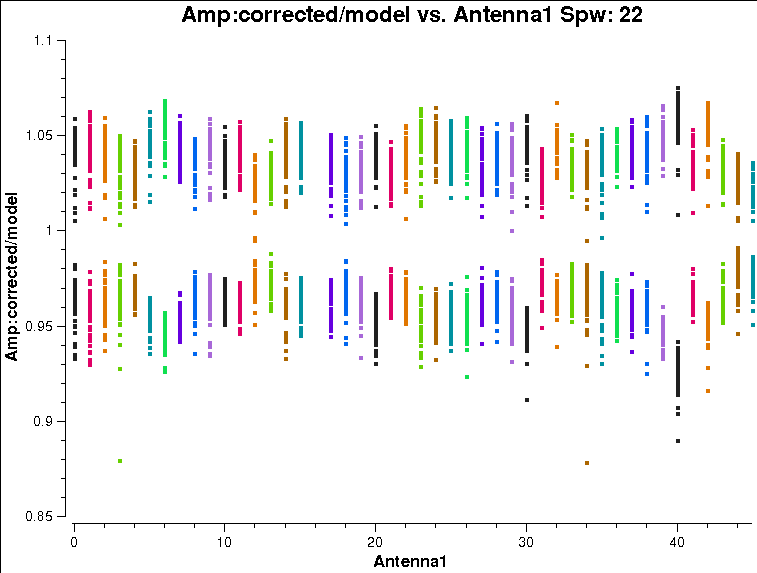 Amp:corrected/model vs. Antenna1 Spw: 22
Amp:corrected/model
1.1
1.05
1
0.95
0.9
0.85
0 10 20 30 40
Antenna1